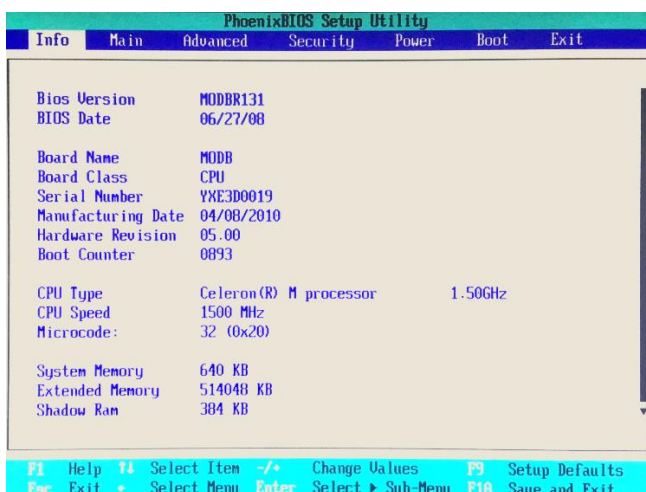 PhoenixBIOS Setup Utility
Info Main Advanced Security Power Boot Exit
Bios Version MODBR131
BIOS Date 06/27/08
Board Name MODB
Board Class CPU
Serial Number YXE3D0019
Manufacturing Date 04/08/2010
Hardware Revision 05.00
Boot Counter 0893
CPU Type Celeron(R) M processor 1.50GHz
CPU Speed 1500 MHz
Microcode: 32 (0x20)
System Memory 640 KB
Extended Memory 514048 KB
Shadow Ram 384 KB
F1 Help ↑↓ Select Item -/+ Change Values F9 Setup Defaults
Esc Exit ← Select Menu Enter Select ▶ Sub-Menu F10 Save and Exit